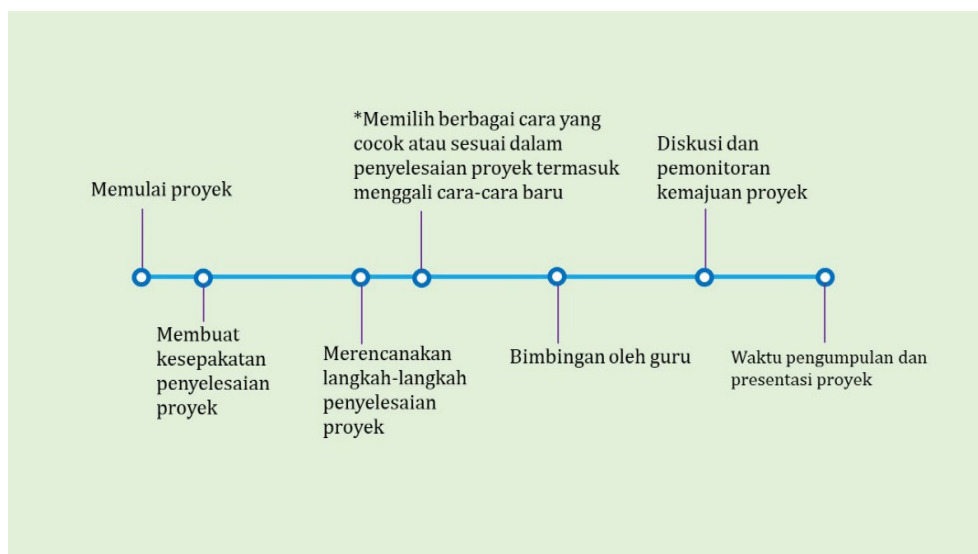 Memulai proyek
Membuat
kesepakatan
penyelesaian
proyek
Merencanakan
langkah-langkah
penyelesaian
proyek
*Memilih berbagai cara yang
cocok atau sesuai dalam
penyelesaian proyek termasuk
menggali cara-cara baru
Bimbingan oleh guru
Diskusi dan
pemonitoran
kemajuan proyek
Waktu pengumpulan dan
presentasi proyek